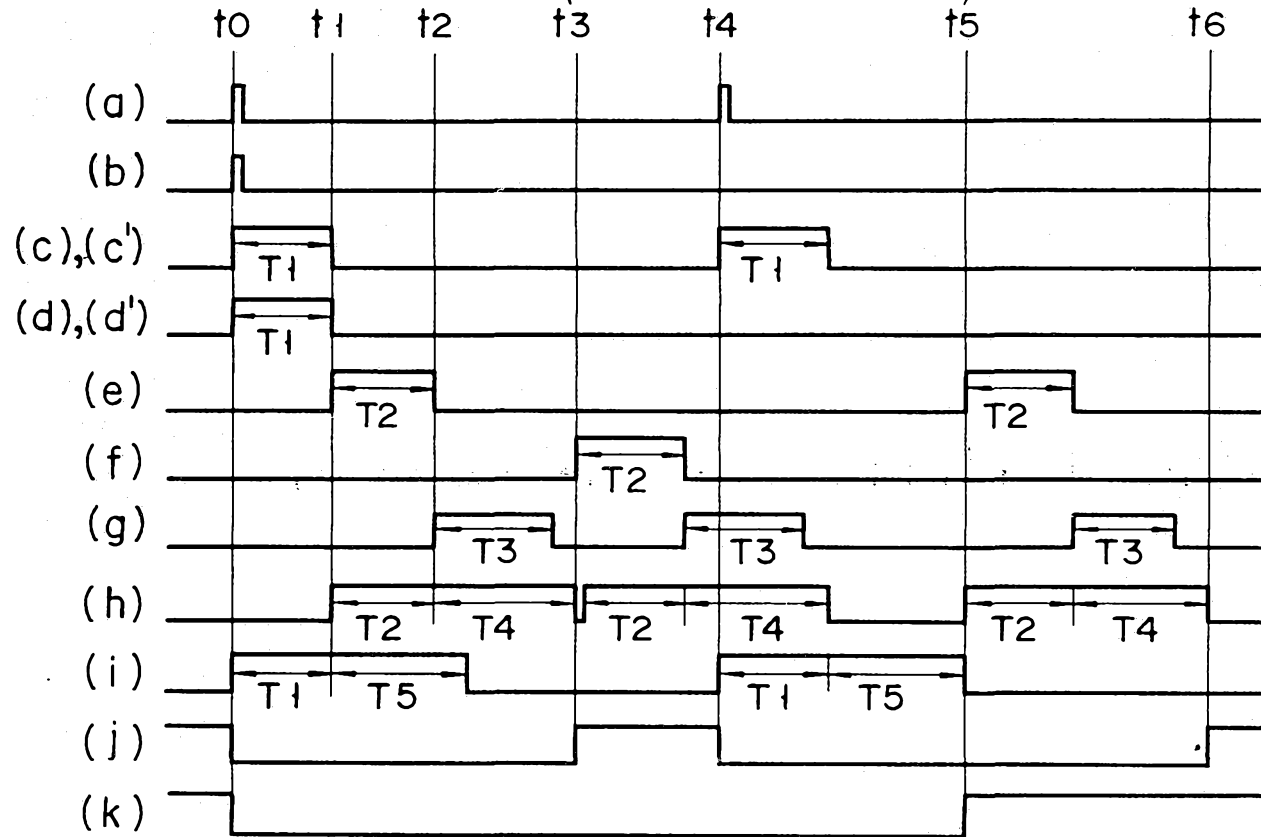 t0 t1 t2 t3 t4 t5 t6
(a)
(b)
(c),(c')
T1 T1
(d),(d')
T1
(e)
T2 T2
(f)
T2
(g)
T3 T3 T3
(h)
T2 T4 T2 T4 T2 T4
(i)
T1 T5 T1 T5
(j)
(k)